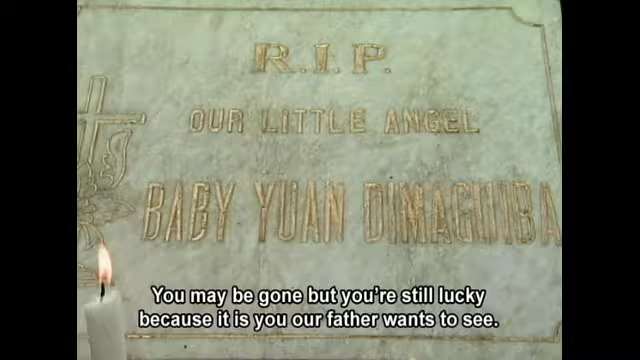 R.I.P.
OUR LITTLE ANGEL
BABY YUAN DIMAGUIBA
You may be gone but you're still lucky
because it is you our father wants to see.